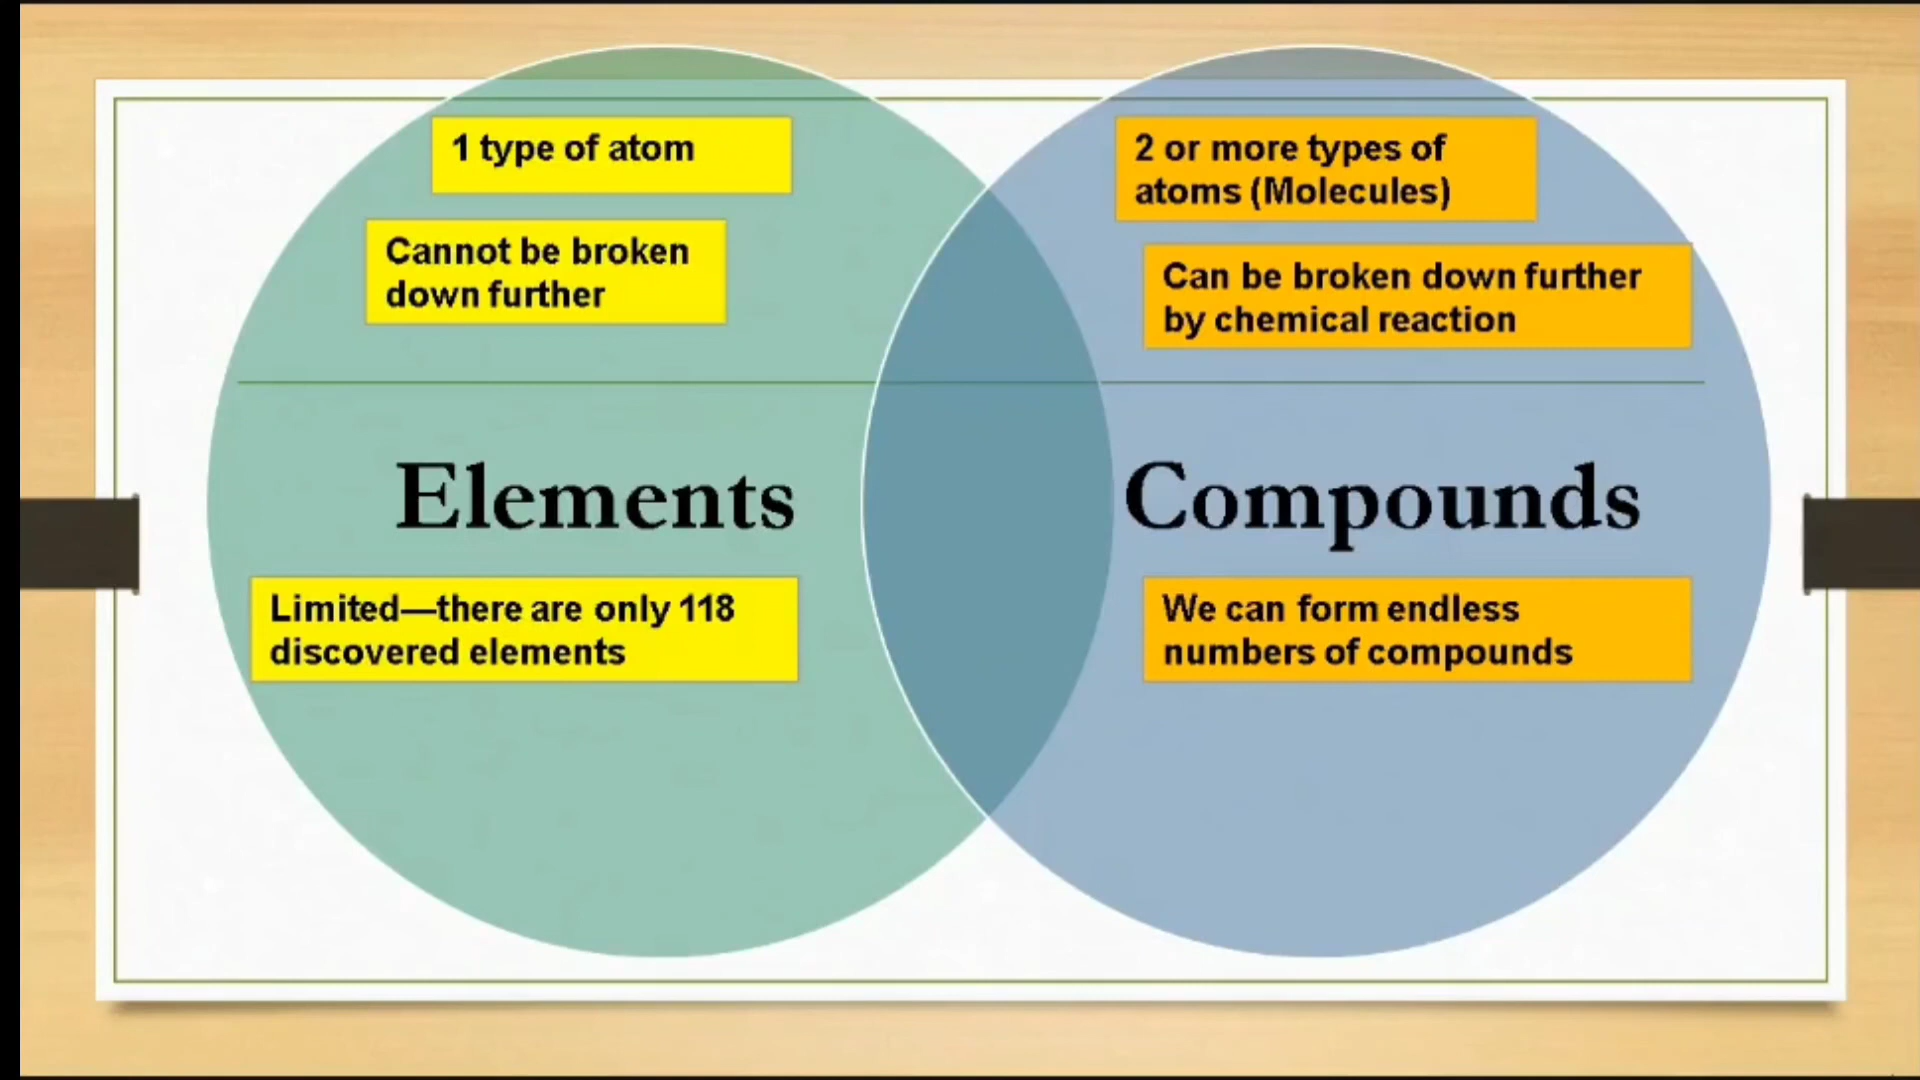 1 type of atom
Cannot be broken
down further
Elements
Limited—there are only 118
discovered elements
2 or more types of
atoms (Molecules)
Can be broken down further
by chemical reaction
Compounds
We can form endless
numbers of compounds